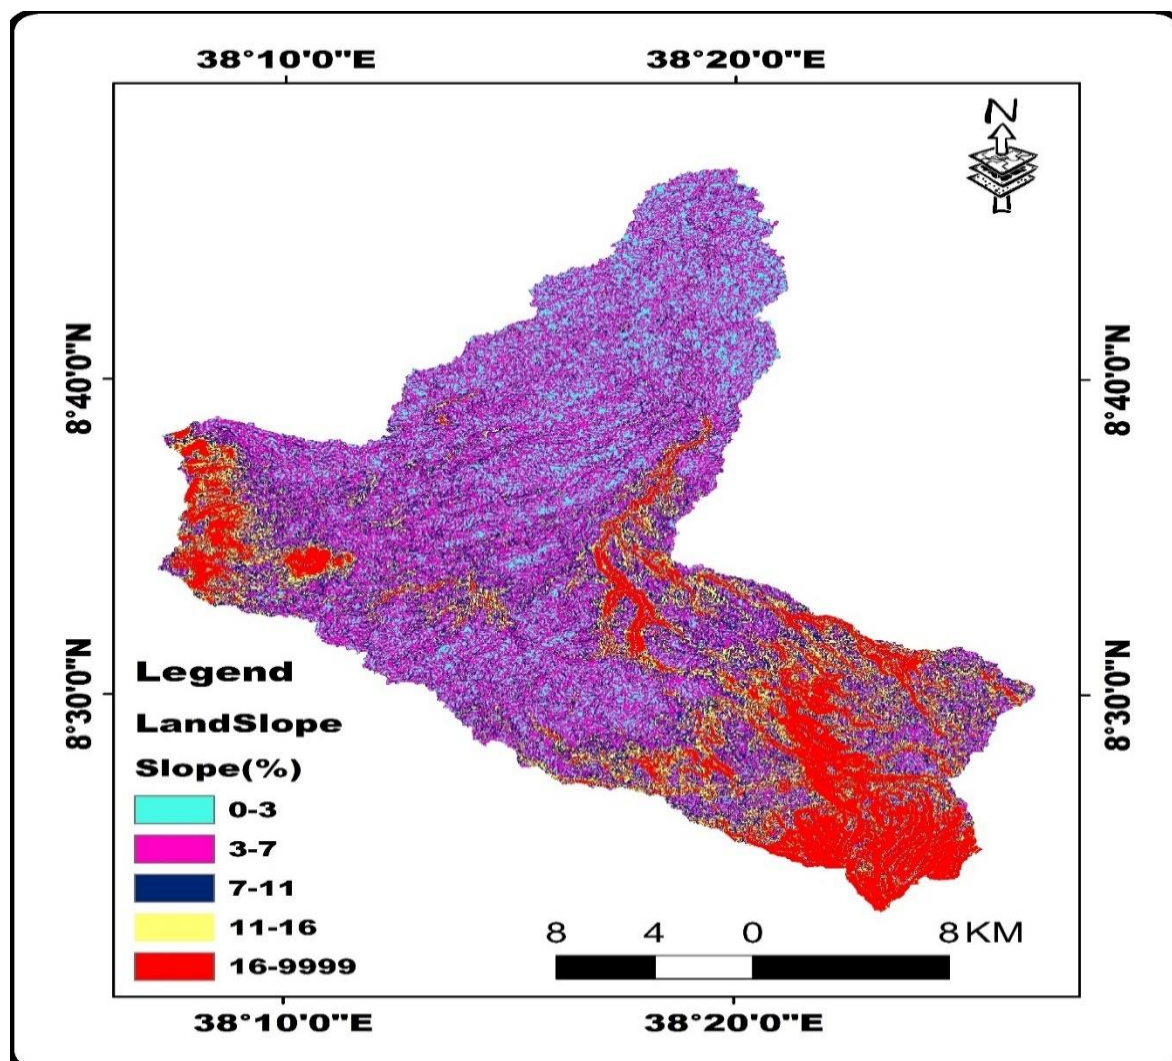 38°10'0"E 38°20'0"E
N
8°40'0"N 8°40'0"N
8°30'0"N 8°30'0"N
Legend
LandSlope
Slope(%)
0-3
3-7
7-11
11-16
16-9999
8 4 0 8 KM
38°10'0"E 38°20'0"E